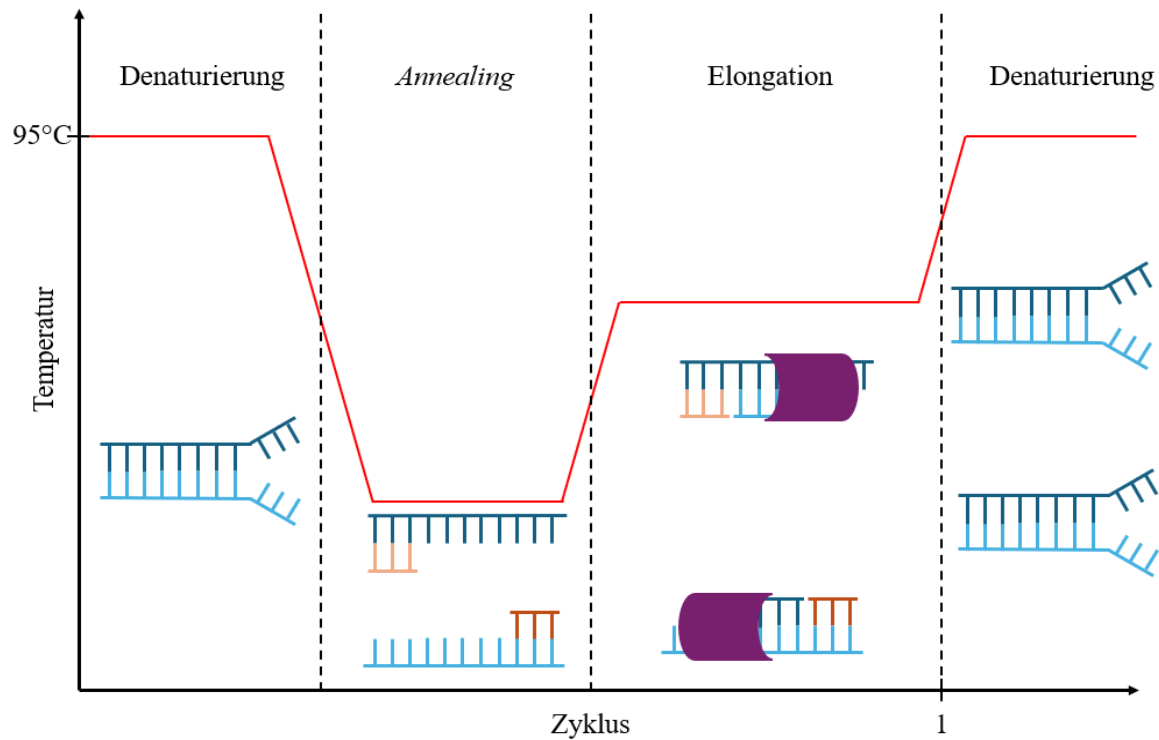 Denaturierung
Annealing
Elongation
Denaturierung
95°C
Temperatur
Zyklus
1